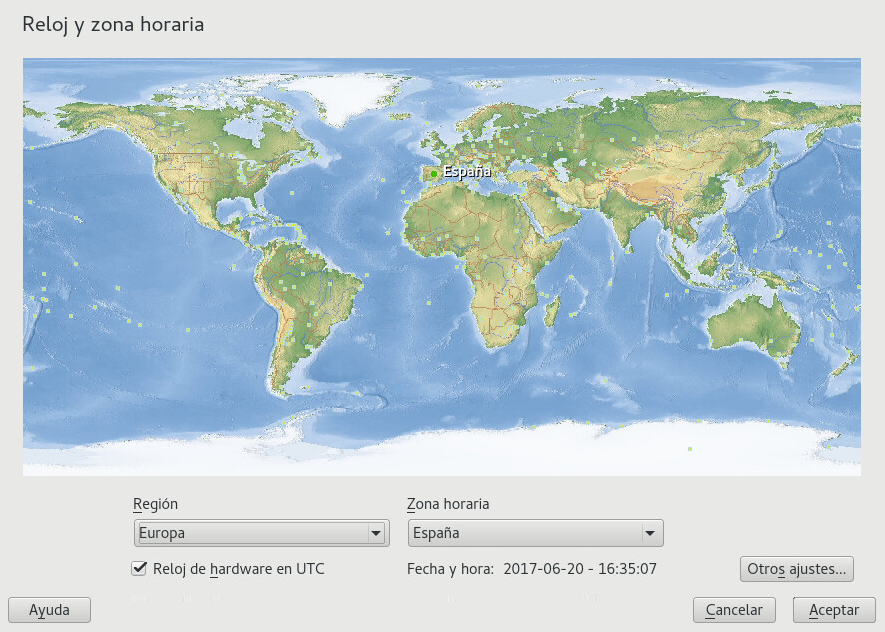 Reloj y zona horaria
España
Región
Zona horaria
Europa
España
Reloj de hardware en UTC
Fecha y hora: 2017-06-20 - 16:35:07
Otros ajustes...
Ayuda
Cancelar
Aceptar